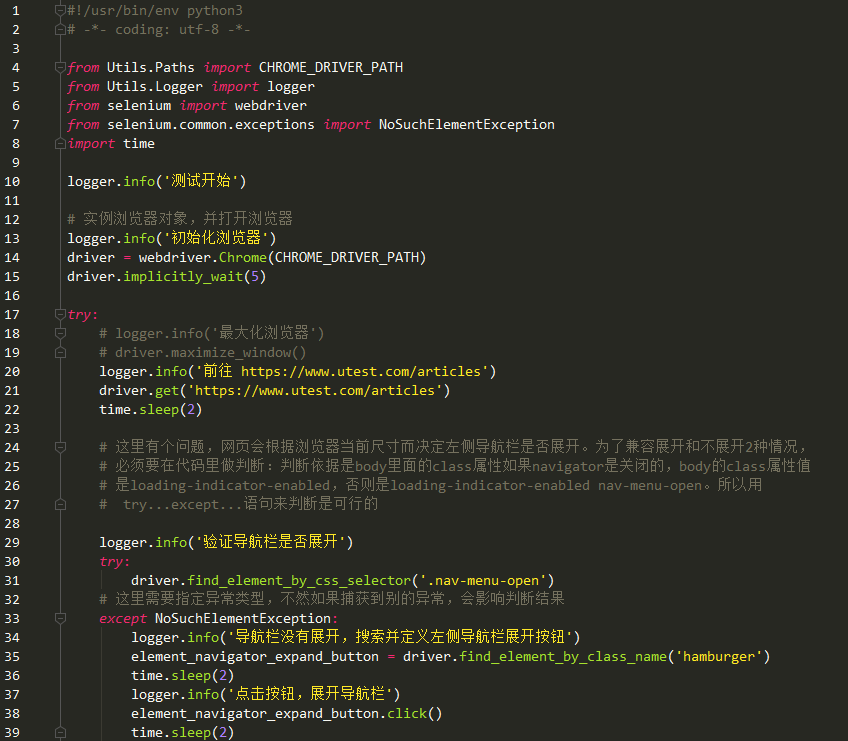 1 #!/usr/bin/env python3
2 # -*- coding: utf-8 -*-
3
4 from Utils.Paths import CHROME_DRIVER_PATH
5 from Utils.Logger import logger
6 from selenium import webdriver
7 from selenium.common.exceptions import NoSuchElementException
8 import time
9
10 logger.info('测试开始')
11
12 # 实例浏览器对象，并打开浏览器
13 logger.info('初始化浏览器')
14 driver = webdriver.Chrome(CHROME_DRIVER_PATH)
15 driver.implicitly_wait(5)
16
17 try:
18     # logger.info('最大化浏览器')
19     # driver.maximize_window()
20     logger.info('前往 https://www.utest.com/articles')
21     driver.get('https://www.utest.com/articles')
22     time.sleep(2)
23
24     # 这里有个问题，网页会根据浏览器当前尺寸而决定左侧导航栏是否展开。为了兼容展开和不展开2种情况，
25     # 必须要在代码里做判断：判断依据是body里面的class属性如果navigator是关闭的，body的class属性值
26     # 是loading-indicator-enabled，否则是loading-indicator-enabled nav-menu-open。所以用
27     #  try...except...语句来判断是可行的
28
29     logger.info('验证导航栏是否展开')
30     try:
31         driver.find_element_by_css_selector('.nav-menu-open')
32     # 这里需要指定异常类型，不然如果捕获到别的异常，会影响判断结果
33     except NoSuchElementException:
34         logger.info('导航栏没有展开，搜索并定义左侧导航栏展开按钮')
35         element_navigator_expand_button = driver.find_element_by_class_name('hamburger')
36         time.sleep(2)
37         logger.info('点击按钮，展开导航栏')
38         element_navigator_expand_button.click()
39         time.sleep(2)